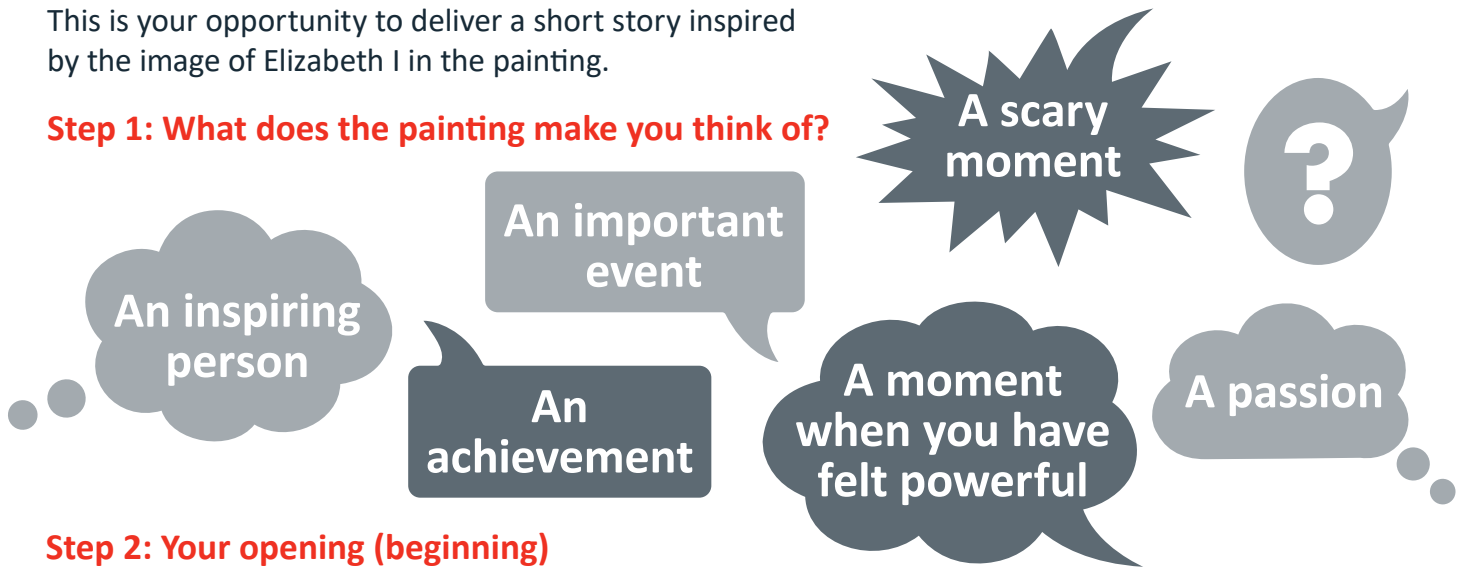 This is your opportunity to deliver a short story inspired
by the image of Elizabeth I in the painting.
Step 1: What does the painting make you think of?
A scary
moment
?
An important
event
An inspiring
person
An
achievement
A moment
when you have
felt powerful
A passion
Step 2: Your opening (beginning)